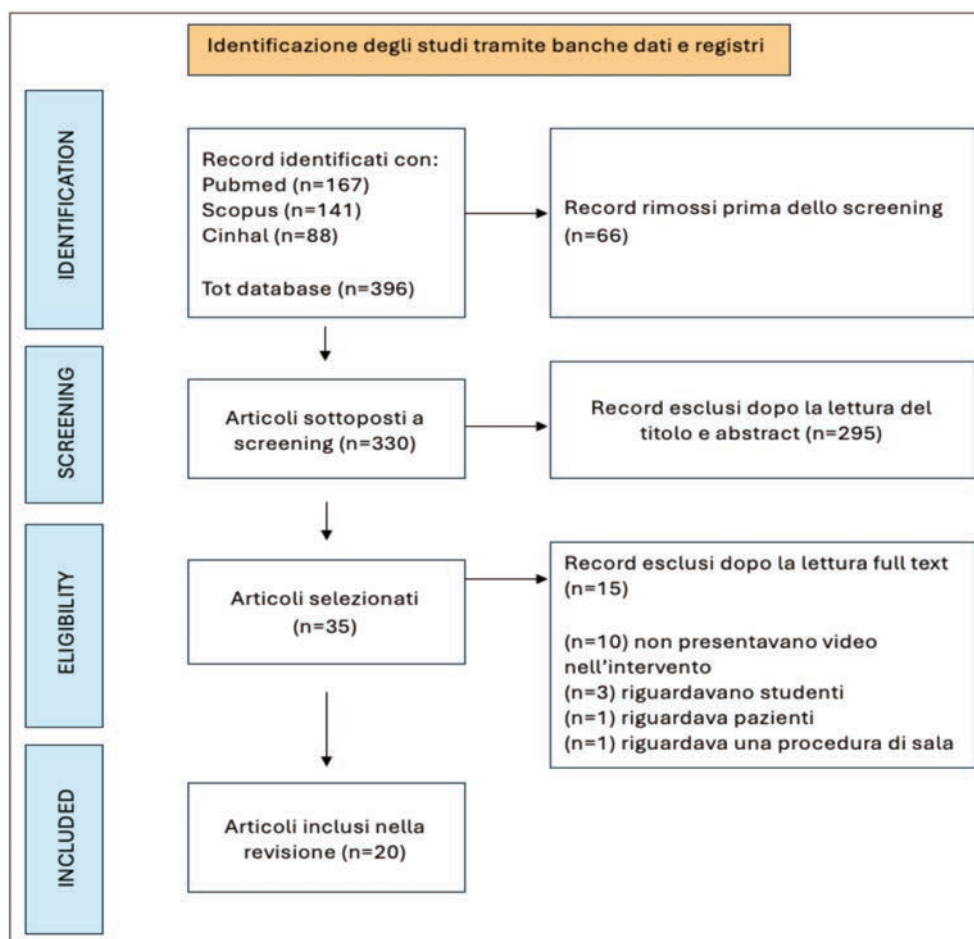 Identificazione degli studi tramite banche dati e registri
IDENTIFICATION
Record identificati con:
Pubmed (n=167)
Scopus (n=141)
Cinhal (n=88)
Tot database (n=396)
Record rimossi prima dello screening
(n=66)
SCREENING
Articoli sottoposti a
screening (n=330)
Record esclusi dopo la lettura del
titolo e abstract (n=295)
ELIGIBILITY
Articoli selezionati
(n=35)
Record esclusi dopo la lettura full text
(n=15)
(n=10) non presentavano video
nell'intervento
(n=3) riguardavano studenti
(n=1) riguardava pazienti
(n=1) riguardava una procedura di sala
INCLUDED
Articoli inclusi nella
revisione (n=20)